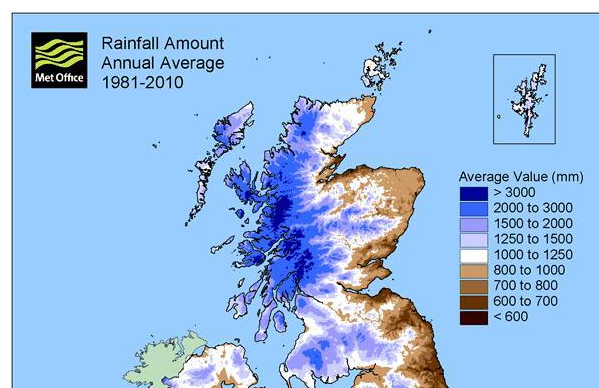 Met Office
Rainfall Amount
Annual Average
1981-2010
Average Value (mm)
> 3000
2000 to 3000
1500 to 2000
1250 to 1500
1000 to 1250
800 to 1000
700 to 800
600 to 700
< 600